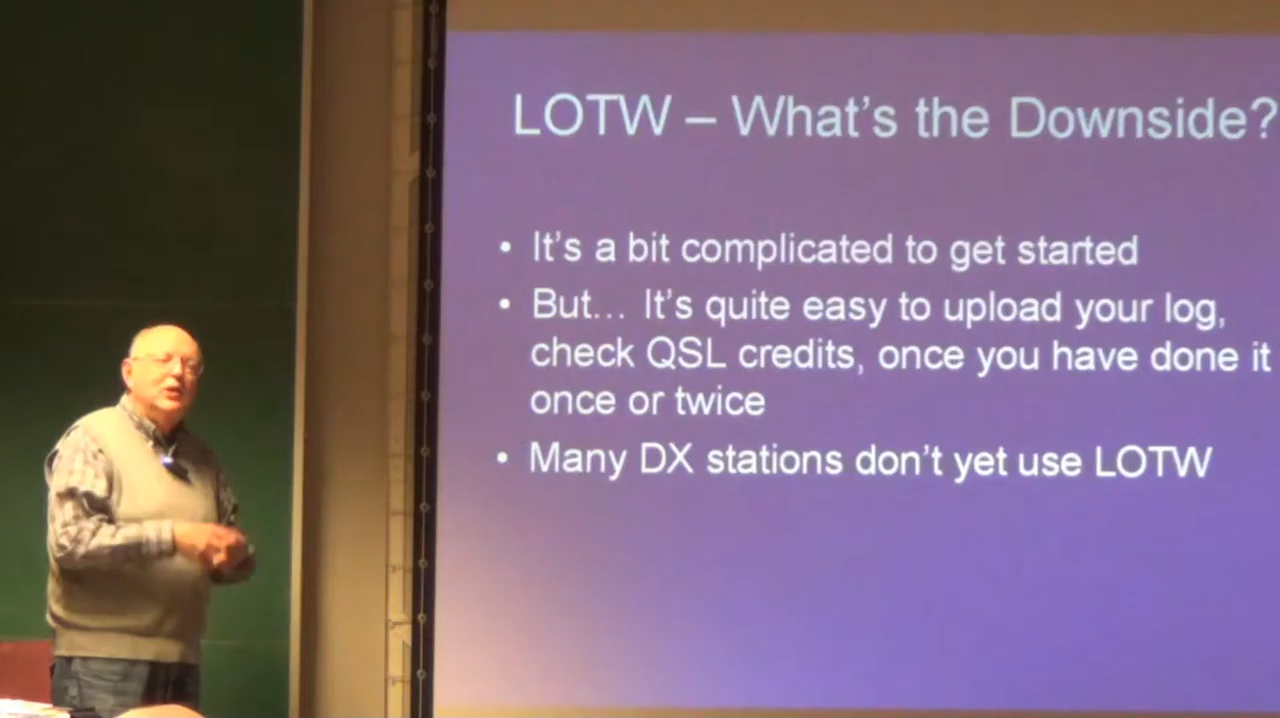 LOTW – What's the Downside?
• It's a bit complicated to get started
• But… It's quite easy to upload your log,
check QSL credits, once you have done it
once or twice
• Many DX stations don't yet use LOTW